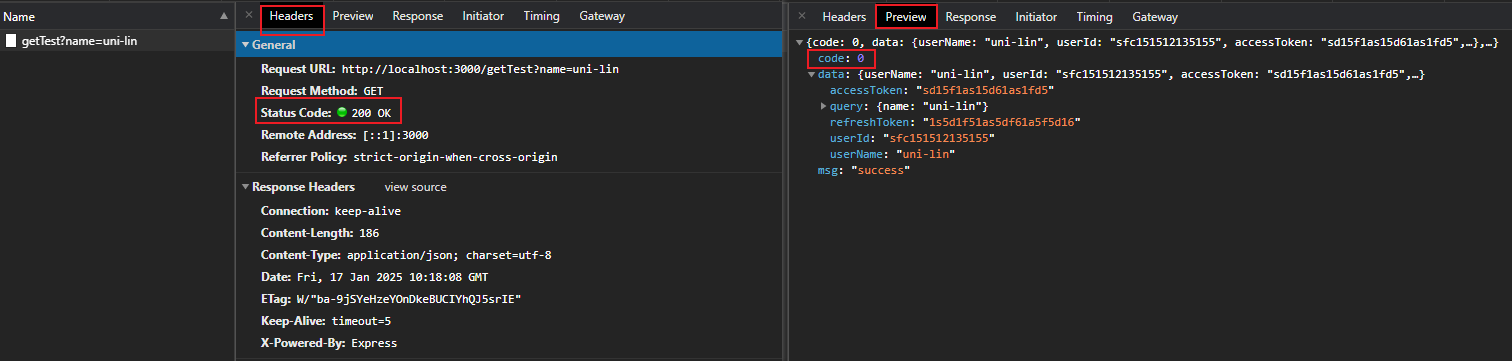 Name
getTest?name=uni-lin
Headers Preview Response Initiator Timing Gateway
General
Request URL: http://localhost:3000/getTest?name=uni-lin
Request Method: GET
Status Code: 200 OK
Remote Address: [::1]:3000
Referrer Policy: strict-origin-when-cross-origin
Response Headers view source
Connection: keep-alive
Content-Length: 186
Content-Type: application/json; charset=utf-8
Date: Fri, 17 Jan 2025 10:18:08 GMT
ETag: W/"ba-9jSYeHzeYOnDkeBUCIYhQJ5srIE"
Keep-Alive: timeout=5
X-Powered-By: Express
Headers Preview Response Initiator Timing Gateway
{code: 0, data: {userName: "uni-lin", userId: "sfc151512135155", accessToken: "sd15f1as15d61as1fd5",…},…}
code: 0
data: {userName: "uni-lin", userId: "sfc151512135155", accessToken: "sd15f1as15d61as1fd5",…}
accessToken: "sd15f1as15d61as1fd5"
query: {name: "uni-lin"}
refreshToken: "1s5d1f51as5df61a5f5d16"
userId: "sfc151512135155"
userName: "uni-lin"
msg: "success"